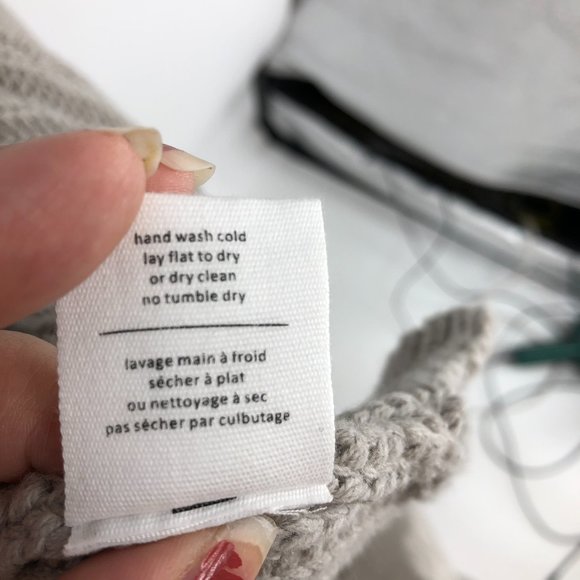 hand wash cold
lay flat to dry
or dry clean
no tumble dry
lavage main à froid
sécher à plat
ou nettoyage à sec
pas sécher par culbutage